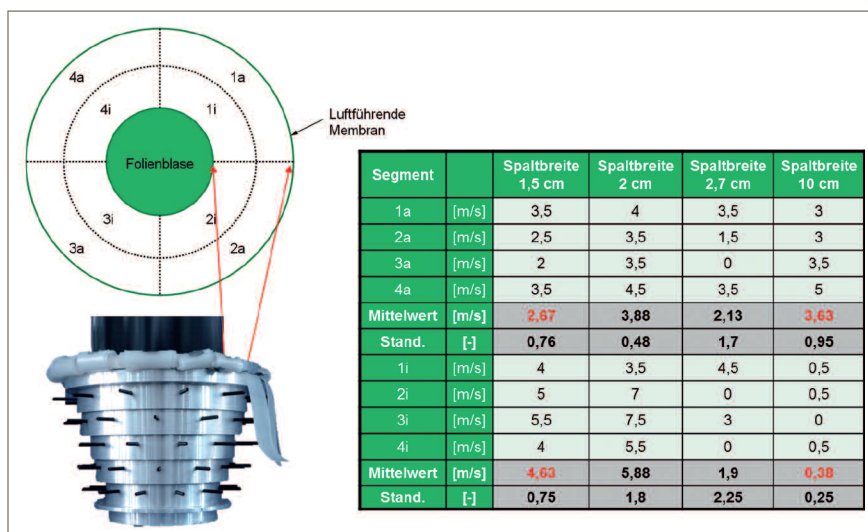 4a
1a
4i
1i
Luftführende
Membran
Folienblase
3i
2i
3a
2a
Segment Spaltbreite 1,5 cm Spaltbreite 2 cm Spaltbreite 2,7 cm Spaltbreite 10 cm
1a [m/s] 3,5 4 3,5 3
2a [m/s] 2,5 3,5 1,5 3
3a [m/s] 2 3,5 0 3,5
4a [m/s] 3,5 4,5 3,5 5
Mittelwert [m/s] 2,67 3,88 2,13 3,63
Stand. [-] 0,76 0,48 1,7 0,95
1i [m/s] 4 3,5 4,5 0,5
2i [m/s] 5 7 0 0,5
3i [m/s] 5,5 7,5 3 0
4i [m/s] 4 5,5 0 0,5
Mittelwert [m/s] 4,63 5,88 1,9 0,38
Stand. [-] 0,75 1,8 2,25 0,25